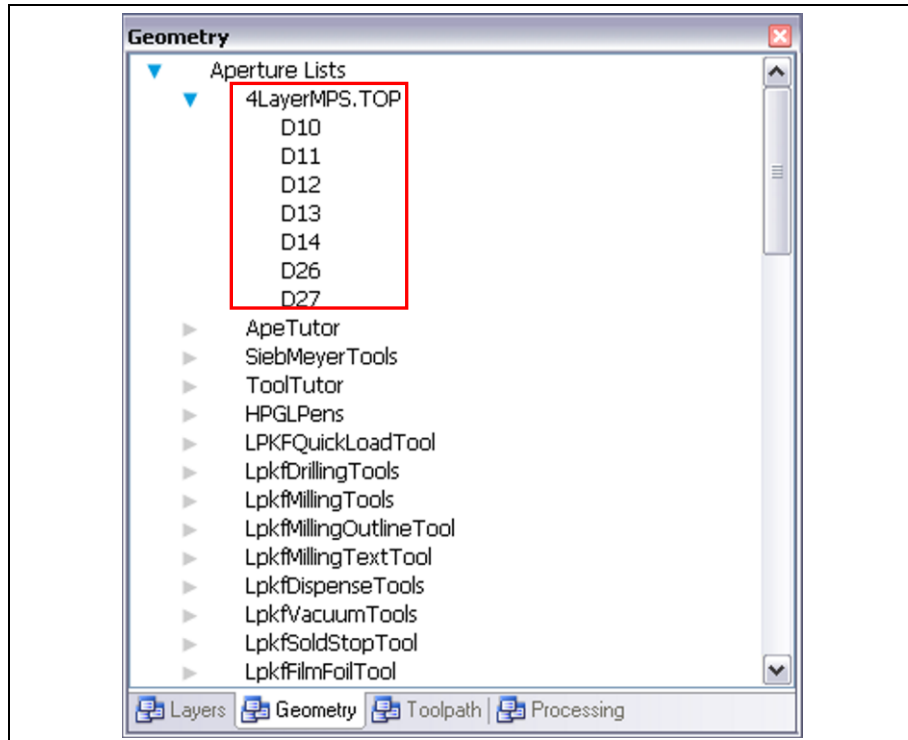 Geometry
Aperture Lists
4LayerMPS.TOP
D10
D11
D12
D13
D14
D26
D27
ApeTutor
SiebMeyerTools
ToolTutor
HPGLPens
LPKFQuickLoadTool
LpkfDrillingTools
LpkfMillingTools
LpkfMillingOutlineTool
LpkfMillingTextTool
LpkfDispenseTools
LpkfVacuumTools
LpkfSoldStopTool
LpkfFilmFoilTool
Layers Geometry Toolpath Processing